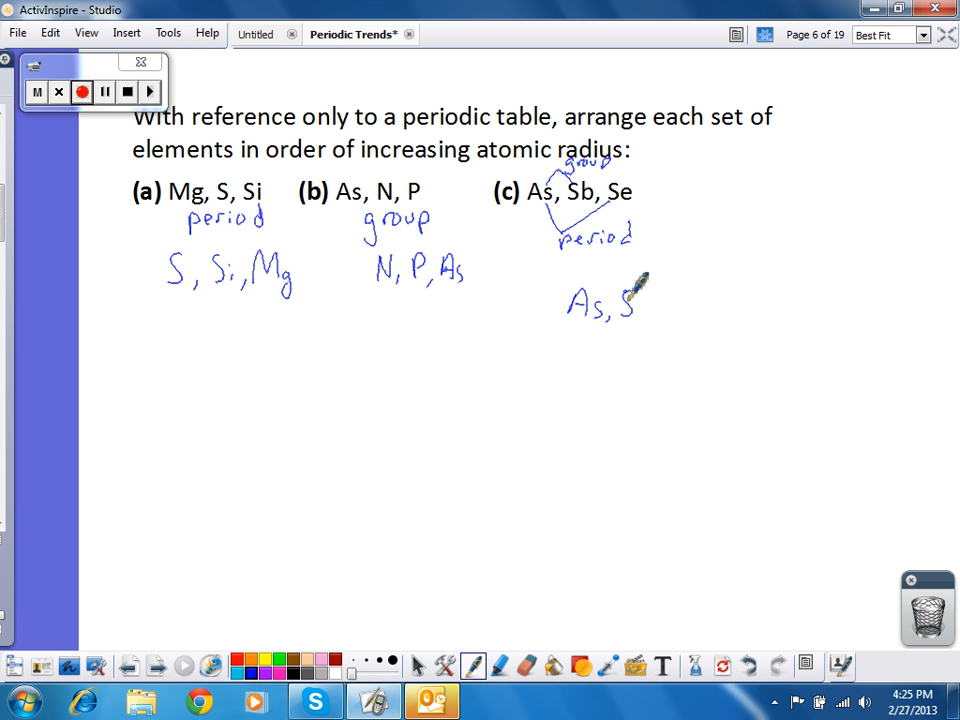 ActivInspire - Studio
File Edit View Insert Tools Help Untitled Periodic Trends* Page 6 of 19 Best Fit
M
With reference only to a periodic table, arrange each set of
elements in order of increasing atomic radius:
group
(a) Mg, S, Si (b) As, N, P (c) As, Sb, Se
period group period
S, Si, Mg N, P, As
As, S
T
S
4:25 PM
2/27/2013